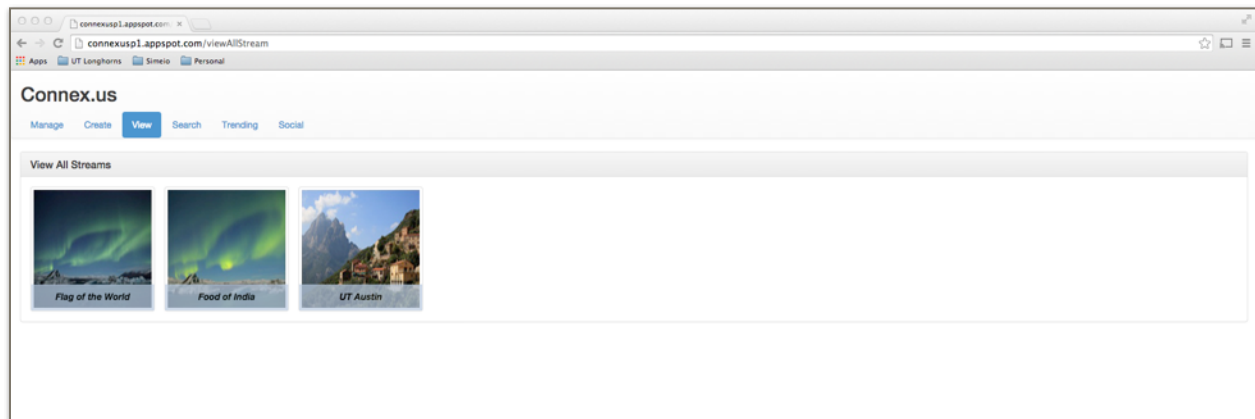 connexusp1.appspot.com
connexusp1.appspot.com/viewAllStream
Apps UT Longhorns Simeio Personal
Connex.us
Manage Create View Search Trending Social
View All Streams
Flag of the World Food of India UT Austin